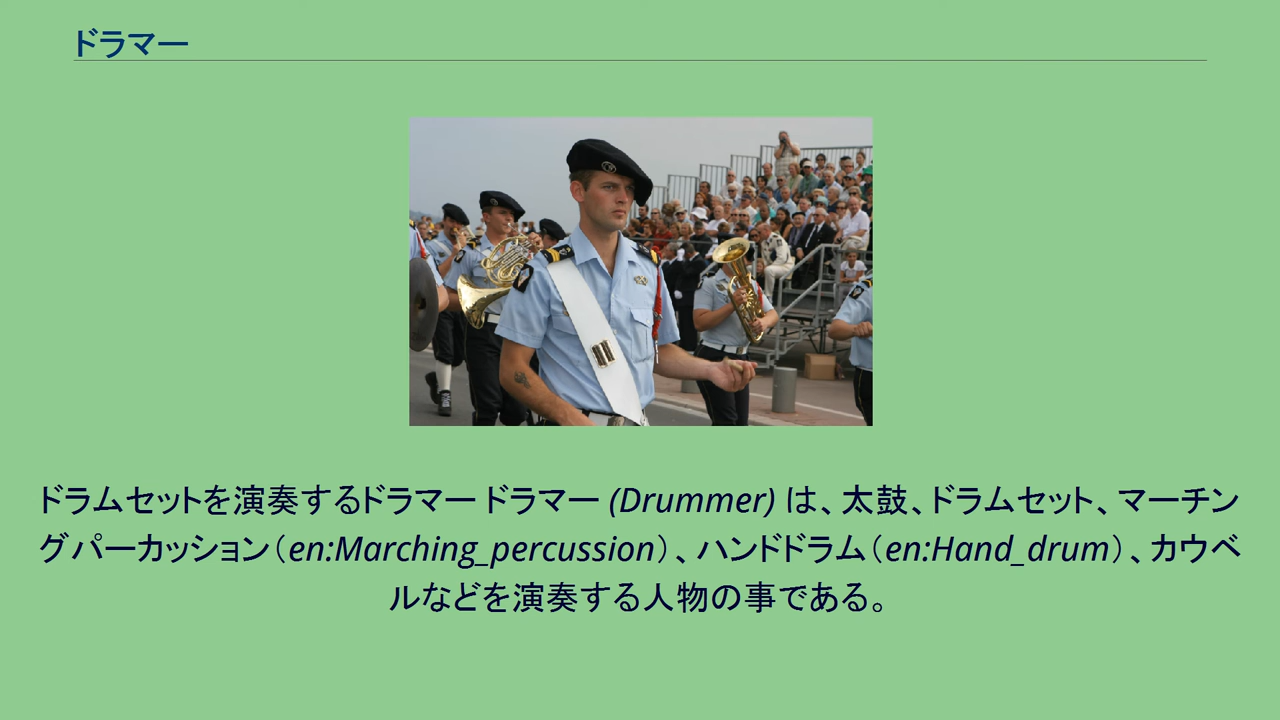 ドラマー
ドラムセットを演奏するドラマー ドラマー (Drummer) は、太鼓、ドラムセット、マーチン
グパーカッション（en:Marching_percussion）、ハンドドラム（en:Hand_drum）、カウベ
ルなどを演奏する人物の事である。